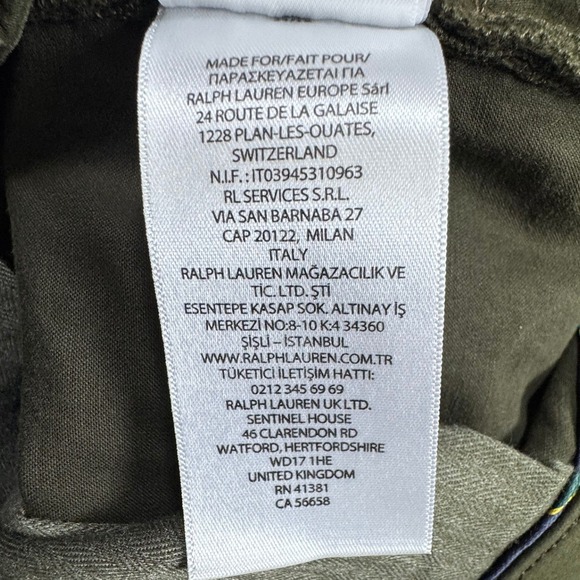 MADE FOR/FAIT POUR/
ΠΑΡΑΣΚΕΥΑΖΕΤΑΙ ΓΙΑ
RALPH LAUREN EUROPE Sárl
24 ROUTE DE LA GALAISE
1228 PLAN-LES-OUATES,
SWITZERLAND
N.I.F.:IT03945310963
RL SERVICES S.R.L.
VIA SAN BARNABA 27
CAP 20122, MILAN
ITALY
RALPH LAUREN MAĞAZACILIK VE
TİC. LTD. ŞTİ
ESENTEPE KASAP SOK. ALTINAY İŞ
MERKEZİ NO:8-10 K:4 34360
ŞİŞLİ – İSTANBUL
WWW.RALPHLAUREN.COM.TR
TÜKETİCİ İLETİŞİM HATTI:
0212 345 69 69
RALPH LAUREN UK LTD.
SENTINEL HOUSE
46 CLARENDON RD
WATFORD, HERTFORDSHIRE
WD17 1HE
UNITED KINGDOM
RN 41381
CA 56658